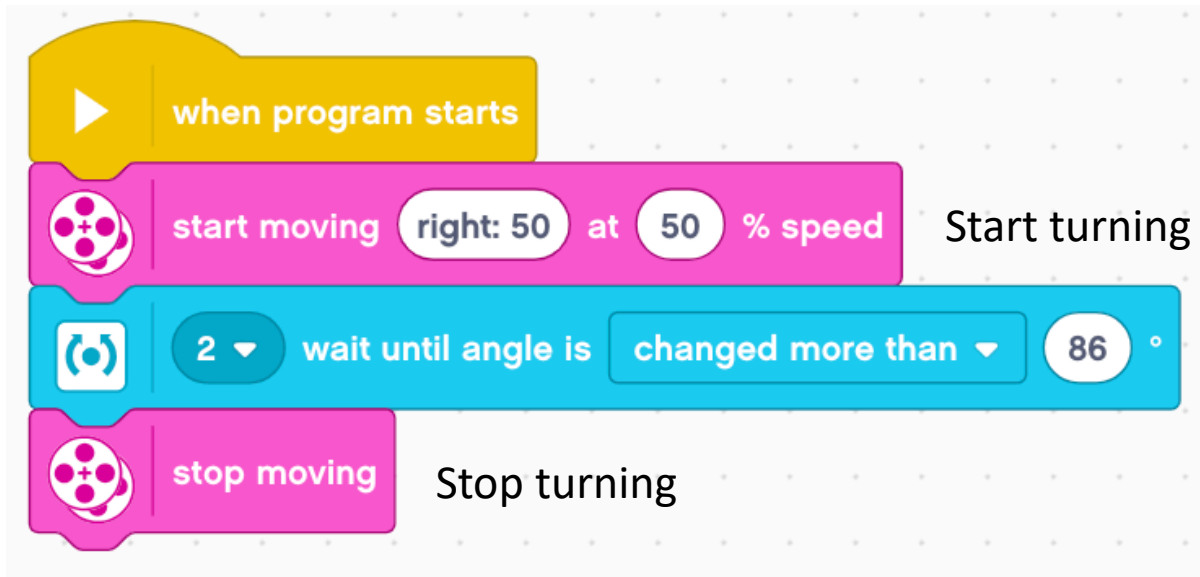 when program starts
start moving right: 50 at 50 % speed Start turning
2 wait until angle is changed more than 86 °
stop moving Stop turning